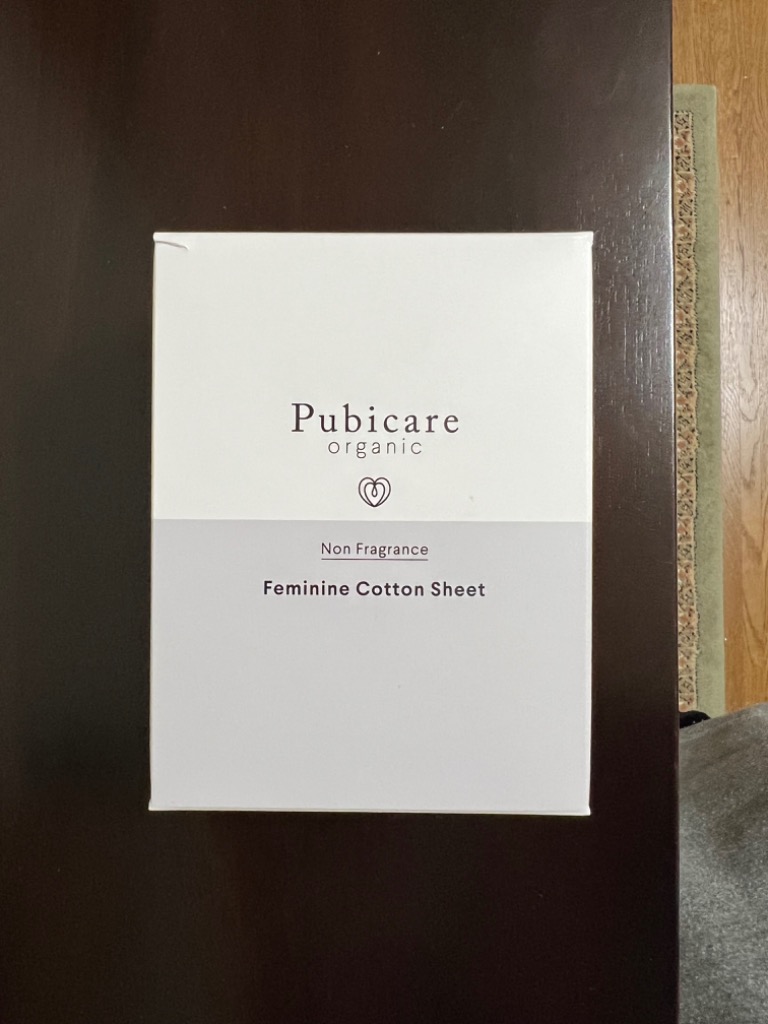 Pubicare
organic
Non Fragrance
Feminine Cotton Sheet